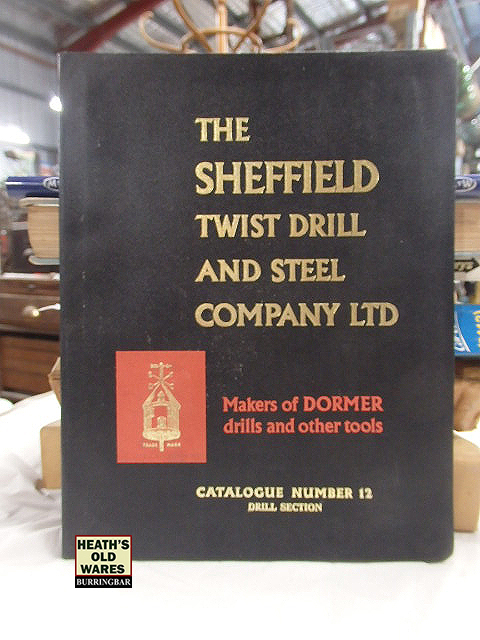 THE
SHEFFIELD
TWIST DRILL
AND STEEL
COMPANY LTD
Makers of DORMER
drills and other tools
TRADE MARK
CATALOGUE NUMBER 12
DRILL SECTION
HEATH'S
OLD
WARES
BURRINGBAR